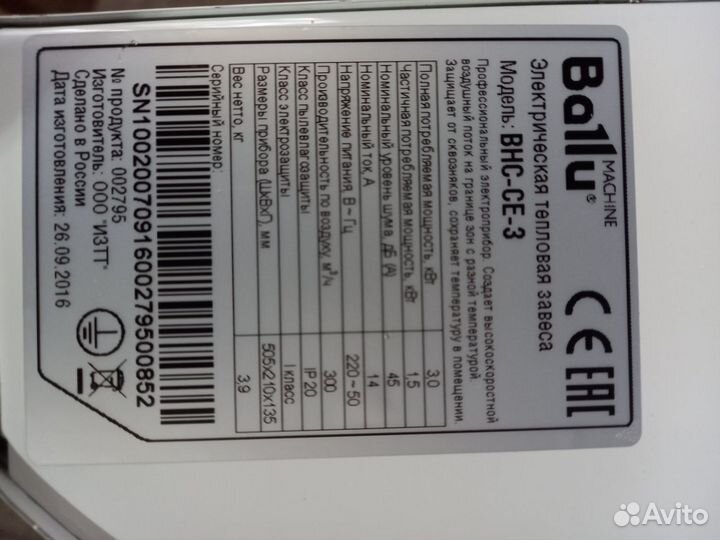 Ballu®
MACHINE
Электрическая тепловая завеса
Модель: BHC-CE-3
Профессиональный электроприбор. Создает высокоскоростной
воздушный поток на границе зон с разной температурой.
Защищает от сквозняков, сохраняет температуру в помещении.
CE EAC
Полная потребляемая мощность, кВт 3,0
Частичная потребляемая мощность, кВт 1,5
Номинальный уровень шума, дБ (А) 45
Номинальный ток, А 14
Напряжение питания, В ~ Гц 220 ~ 50
Производительность по воздуху, м³/ч 300
Класс пылевлагозащиты IP 20
Класс электрозащиты I класс
Размеры прибора (ШхВхГ), мм 505x210x135
Вес нетто, кг 3,9
Серийный номер:
SN100200709160027950085​2
№ продукта: 002795
Изготовитель: ООО "ИЗТТ"
Сделано в России
Дата изготовления: 26.09.2016
Avito